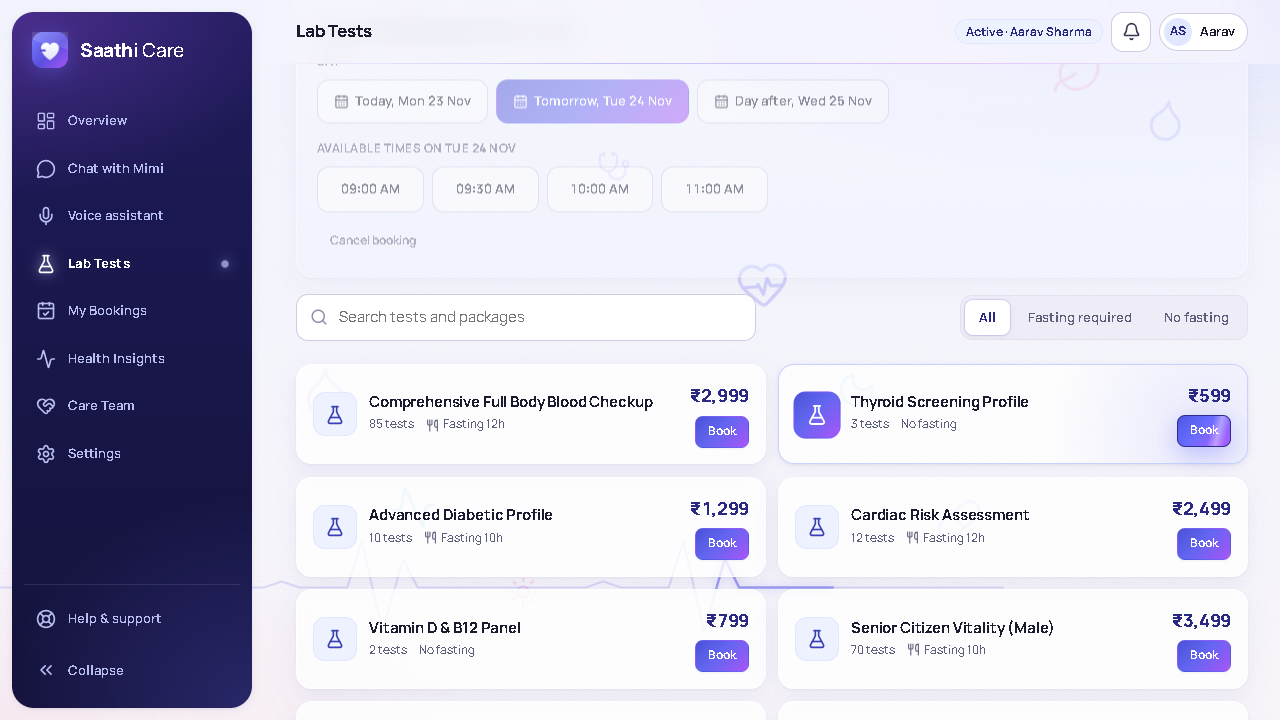 Saathi Care
Overview
Chat with Mimi
Voice assistant
Lab Tests
My Bookings
Health Insights
Care Team
Settings
Help & support
Collapse
Lab Tests
Active · Aarav Sharma
AS
Aarav
Today, Mon 23 Nov
Tomorrow, Tue 24 Nov
Day after, Wed 25 Nov
AVAILABLE TIMES ON TUE 24 NOV
09:00 AM
09:30 AM
10:00 AM
11:00 AM
Cancel booking
Search tests and packages
All
Fasting required
No fasting
Comprehensive Full Body Blood Checkup
85 tests
Fasting 12h
₹2,999
Book
Thyroid Screening Profile
3 tests
No fasting
₹599
Book
Advanced Diabetic Profile
10 tests
Fasting 10h
₹1,299
Book
Cardiac Risk Assessment
12 tests
Fasting 12h
₹2,499
Book
Vitamin D & B12 Panel
2 tests
No fasting
₹799
Book
Senior Citizen Vitality (Male)
70 tests
Fasting 10h
₹3,499
Book